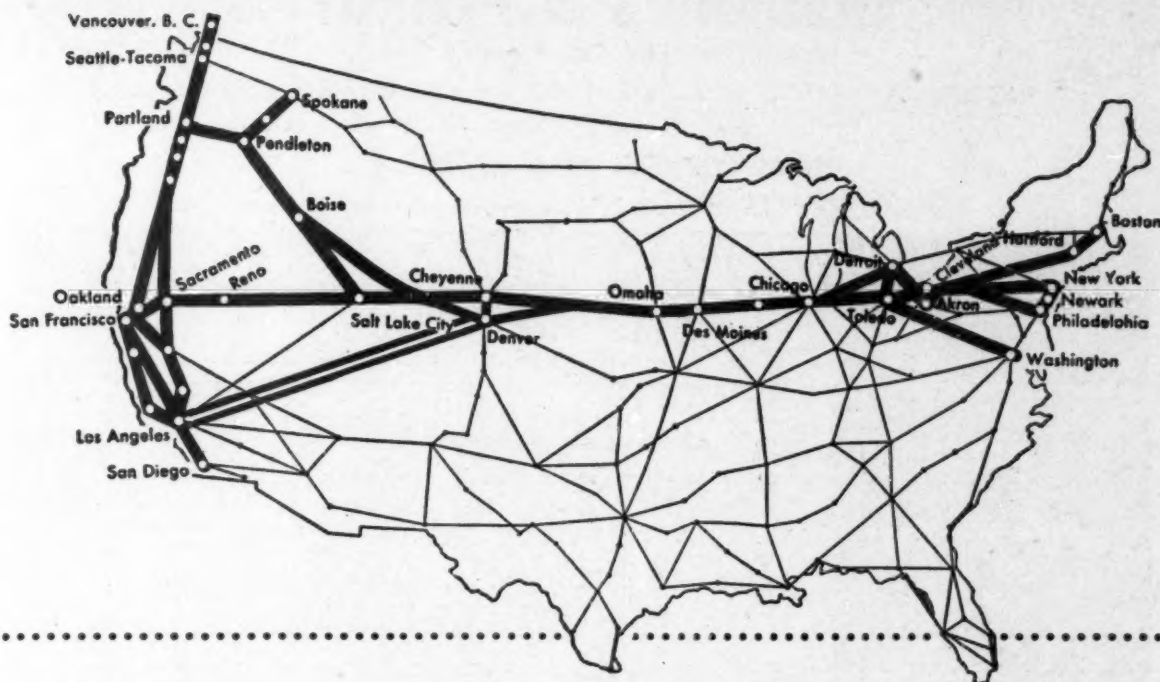 Vancouver. B. C.
Seattle-Tacoma
Spokane
Portland
Pendleton
Boise
Boston
Hartford
Cleveland
Detroit
Sacramento
Reno
Cheyenne
Omaha
Chicago
New York
Oakland
San Francisco
Salt Lake City
Denver
Des Moines
Toledo
Akron
Newark
Philadelphia
Washington
Los Angeles
San Diego